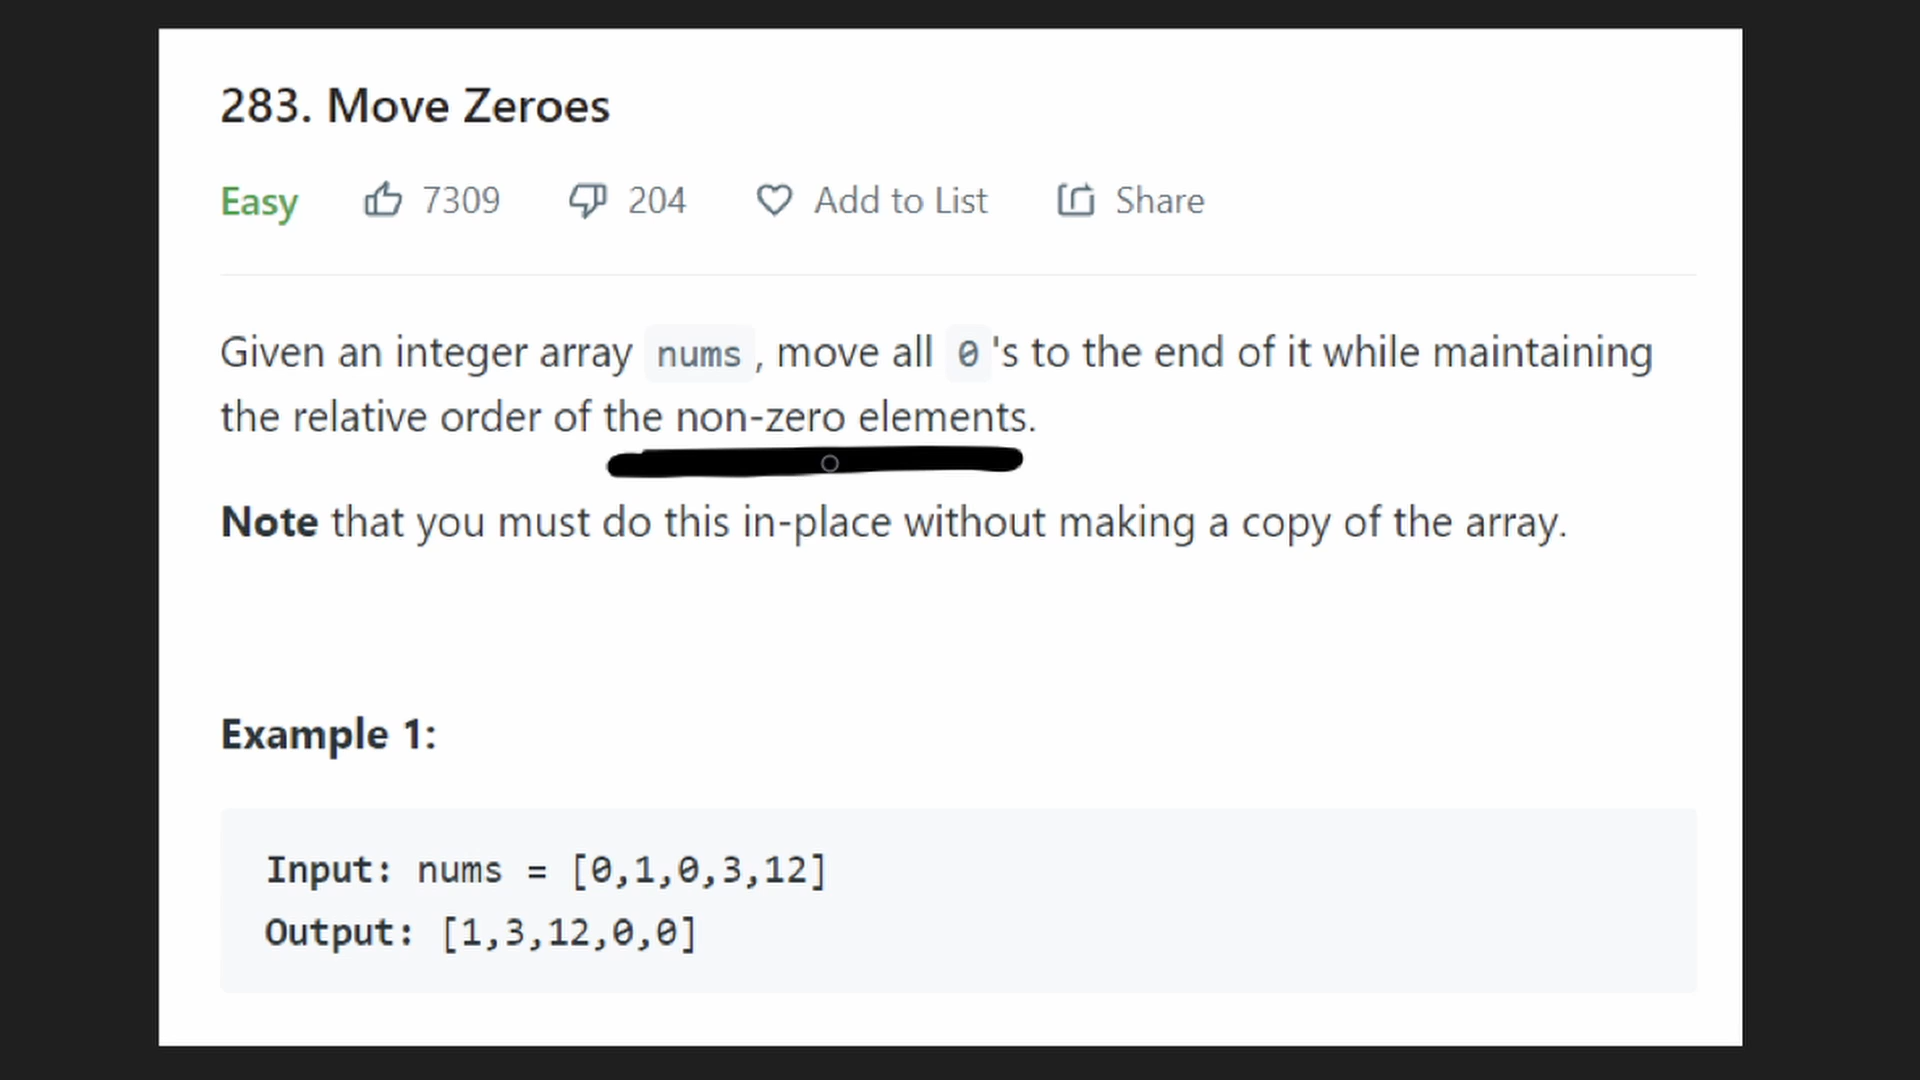 283. Move Zeroes
Easy 7309 204 Add to List Share
Given an integer array nums, move all 0's to the end of it while maintaining
the relative order of the non-zero elements.
Note that you must do this in-place without making a copy of the array.
Example 1:
Input: nums = [0,1,0,3,12]
Output: [1,3,12,0,0]